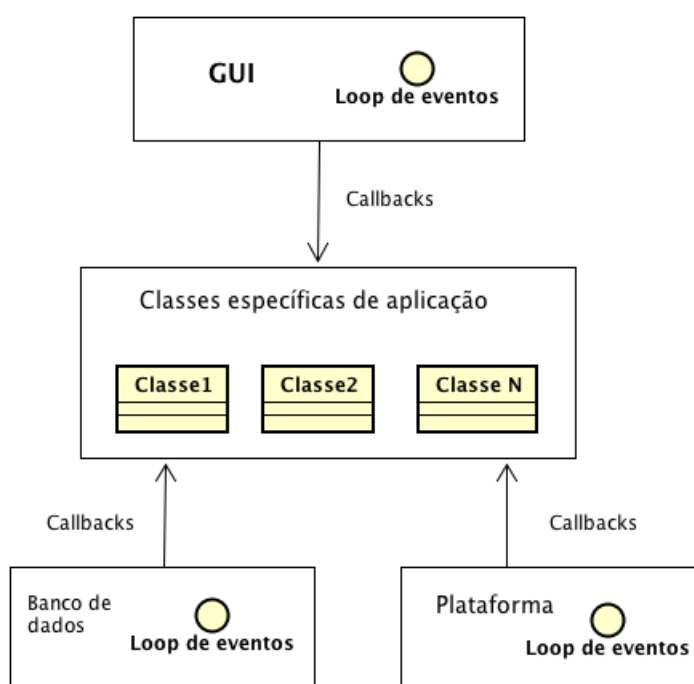 GUI
Loop de eventos
Callbacks
Classes específicas de aplicação
Classe1
Classe2
Classe N
Callbacks
Callbacks
Banco de
dados
Loop de eventos
Plataforma
Loop de eventos